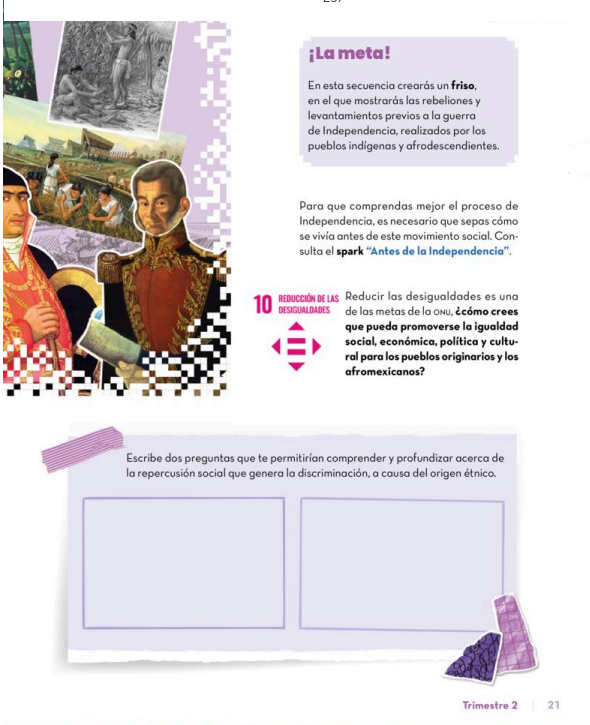 ¡La meta!
En esta secuencia crearás un friso,
en el que mostrarás las rebeliones y
levantamientos previos a la guerra
de Independencia, realizados por los
pueblos indígenas y afrodescendientes.
Para que comprendas mejor el proceso de
Independencia, es necesario que sepas cómo
se vivía antes de este movimiento social. Con-
sulta el spark "Antes de la Independencia".
10 REDUCCIÓN DE LAS
DESIGUALDADES
Reducir las desigualdades es una
de las metas de la ONU, ¿cómo crees
que pueda promoverse la igualdad
social, económica, política y cultu-
ral para los pueblos originarios y los
afromexicanos?
Escribe dos preguntas que te permitirían comprender y profundizar acerca de
la repercusión social que genera la discriminación, a causa del origen étnico.
Trimestre 2 | 21